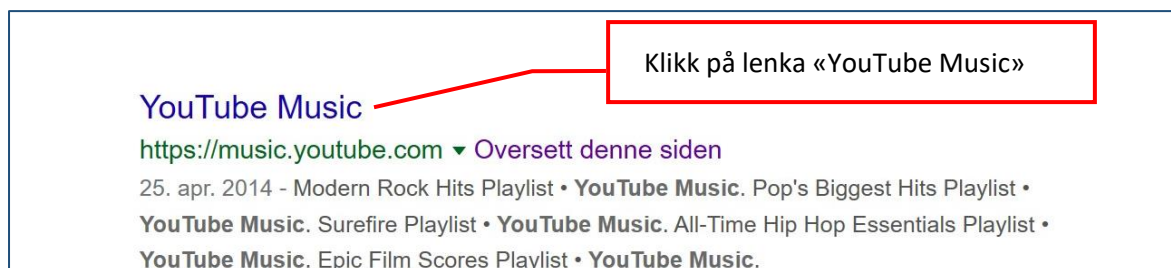 Klikk på lenka «YouTube Music»
YouTube Music
https://music.youtube.com ▾ Oversett denne siden
25. apr. 2014 - Modern Rock Hits Playlist • YouTube Music. Pop's Biggest Hits Playlist •
YouTube Music. Surefire Playlist • YouTube Music. All-Time Hip Hop Essentials Playlist •
YouTube Music. Epic Film Scores Playlist • YouTube Music.